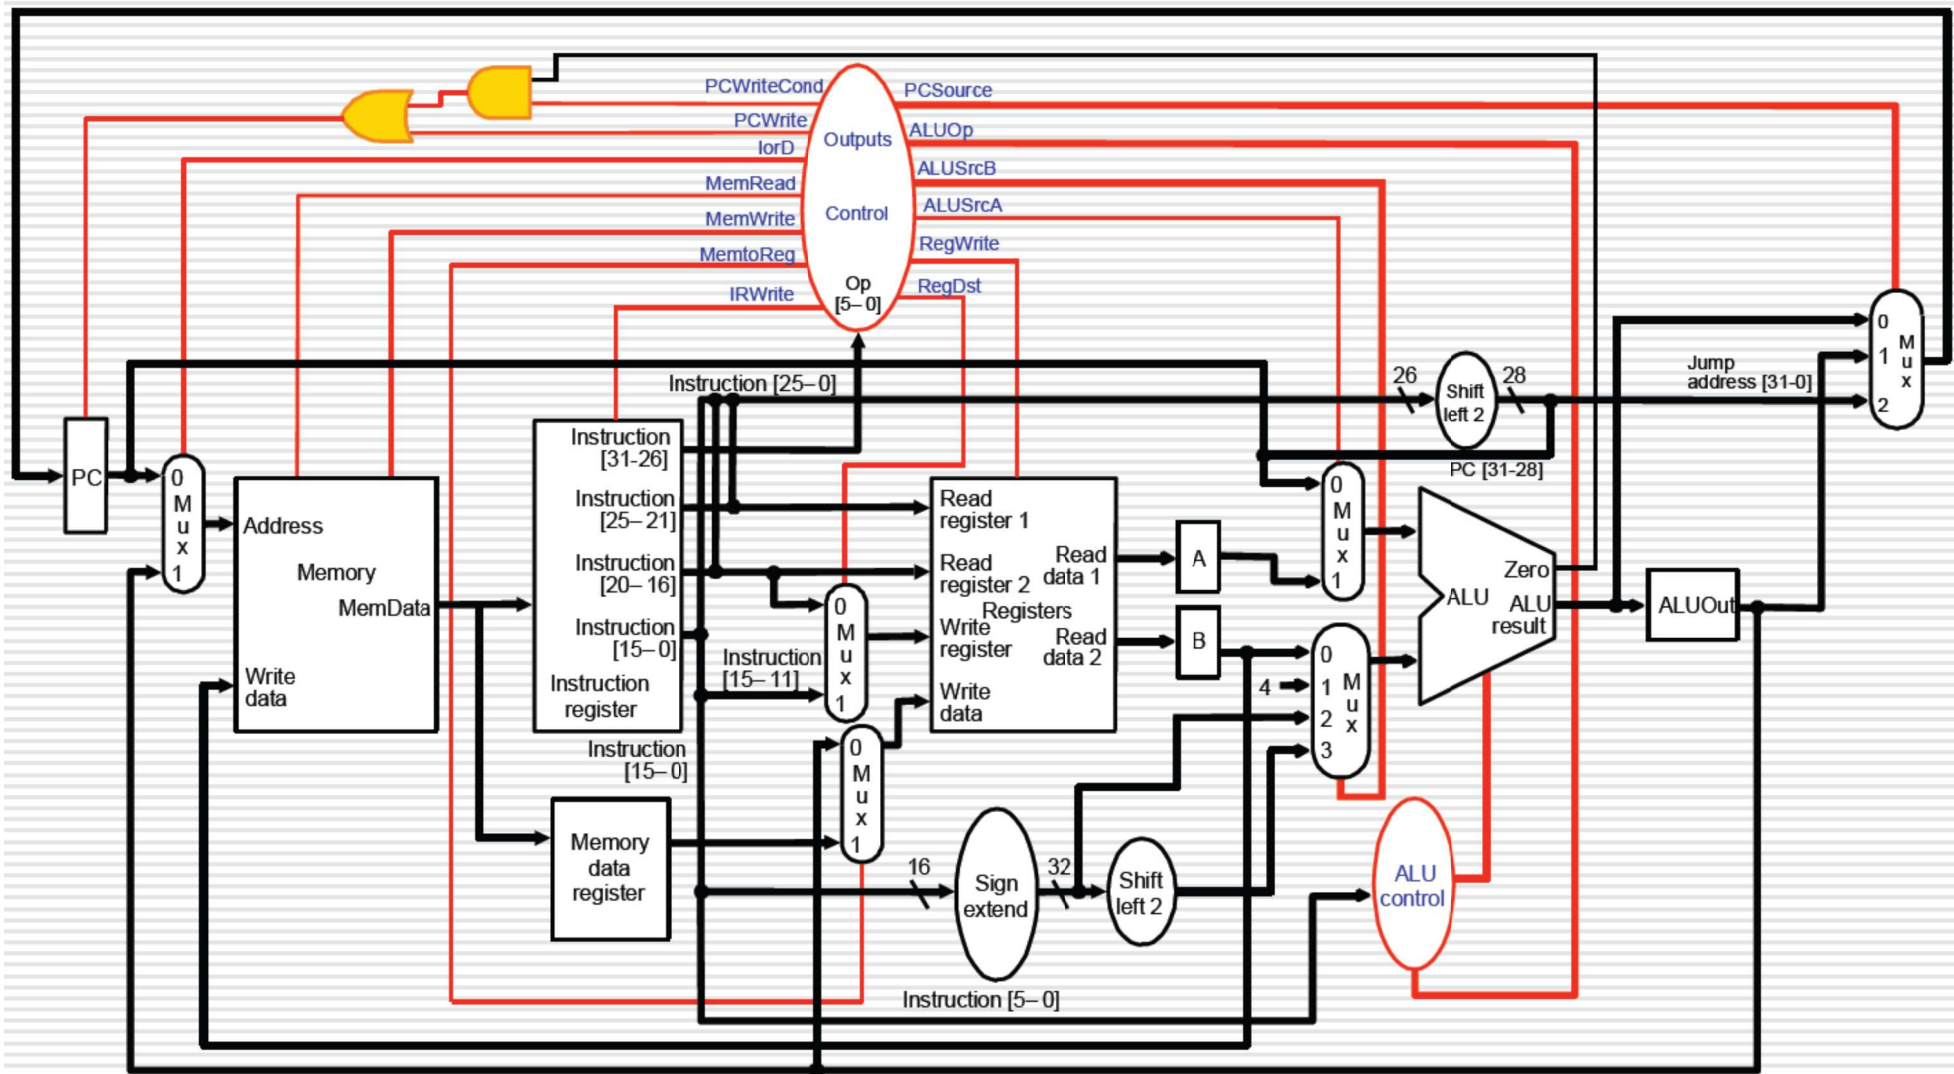 PCWriteCond
PCSource
PCWrite
ALUOp
Outputs
IorD
ALUSrcB
MemRead
ALUSrcA
MemWrite
Control
RegWrite
MemtoReg
RegDst
IRWrite
Op
[5–0]
Instruction [25–0]
26
Shift
left 2
28
Jump
address [31-0]
0
M
u
x
1
2
PC [31-28]
PC
0
M
u
x
1
Address
Memory
MemData
Write
data
Instruction
[31-26]
Instruction
[25–21]
Instruction
[20–16]
Instruction
[15–0]
Instruction
register
Instruction
[15–0]
Instruction
[15–11]
0
M
u
x
1
Read
register 1
Read
register 2
Registers
Write
register
Write
data
Read
data 1
Read
data 2
A
B
0
M
u
x
1
4
0
1
2
3
M
u
x
Zero
ALU
ALU
result
ALUOut
Memory
data
register
0
M
u
x
1
16
Sign
extend
32
Shift
left 2
ALU
control
Instruction [5–0]